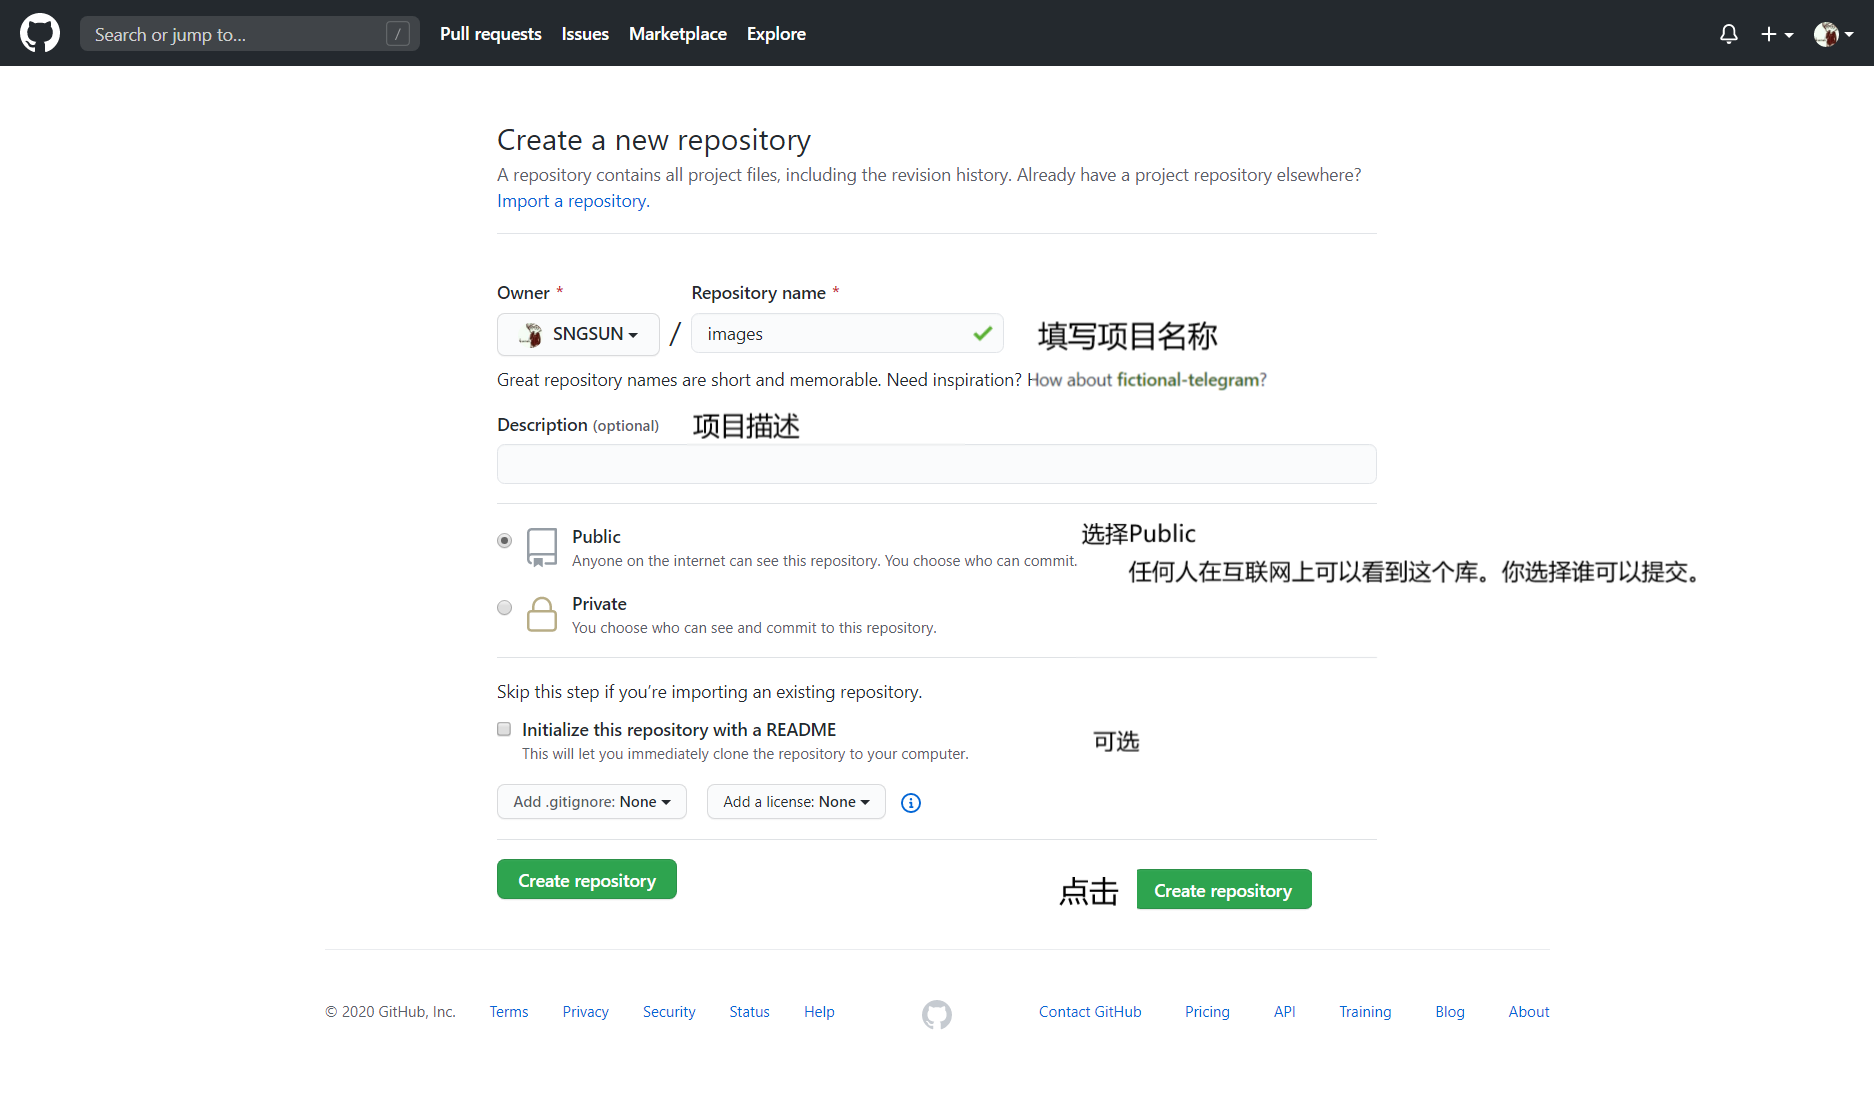 Search or jump to... /
Pull requests Issues Marketplace Explore
Create a new repository
A repository contains all project files, including the revision history. Already have a project repository elsewhere?
Import a repository.
Owner * Repository name *
SNGSUN / images 填写项目名称
Great repository names are short and memorable. Need inspiration? How about fictional-telegram?
Description (optional) 项目描述
Public 选择Public
Anyone on the internet can see this repository. You choose who can commit. 任何人在互联网上可以看到这个库。你选择谁可以提交。
Private
You choose who can see and commit to this repository.
Skip this step if you’re importing an existing repository.
Initialize this repository with a README 可选
This will let you immediately clone the repository to your computer.
Add .gitignore: None Add a license: None
Create repository 点击 Create repository
© 2020 GitHub, Inc. Terms Privacy Security Status Help Contact GitHub Pricing API Training Blog About